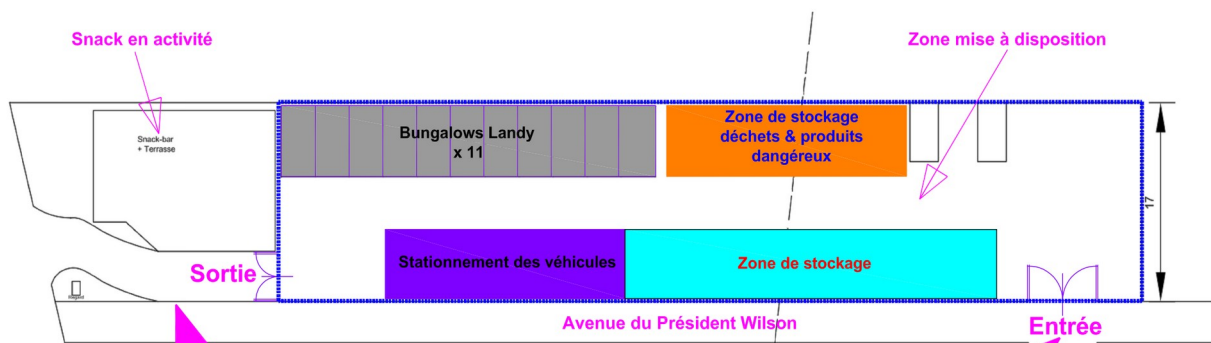 Snack en activité
Zone mise à disposition
Snack-bar
+ Terrasse
Bungalows Landy
x 11
Zone de stockage
déchets & produits
dangéreux
17
Stationnement des véhicules
Zone de stockage
Sortie
Avenue du Président Wilson
Entrée